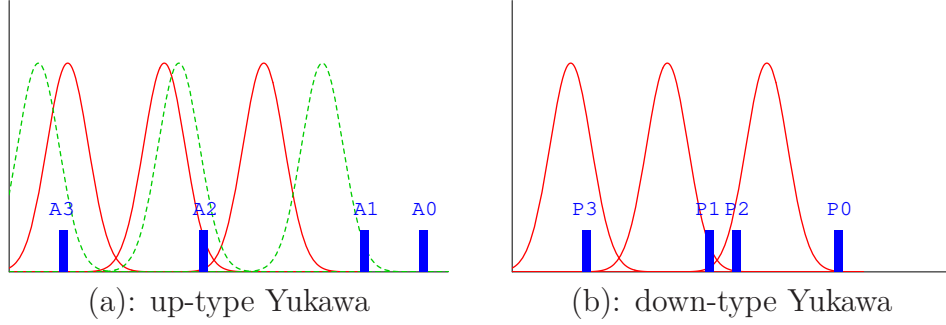 A3 A2 A1 A0
P3 P1 P2 P0
(a): up-type Yukawa
(b): down-type Yukawa